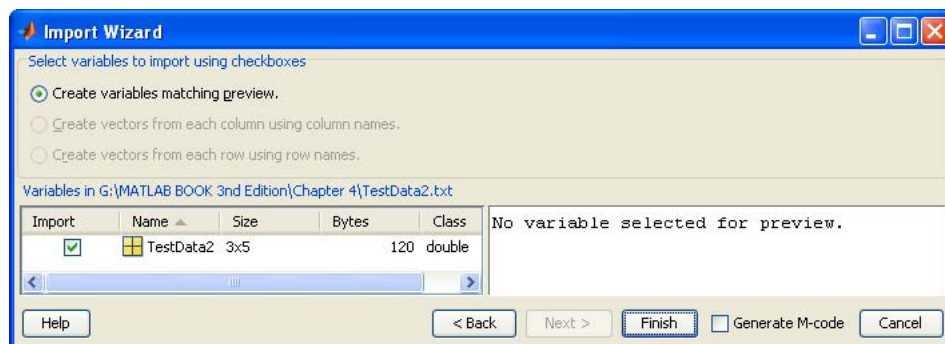 Import Wizard
Select variables to import using checkboxes
Create variables matching preview.
Create vectors from each column using column names.
Create vectors from each row using row names.
Variables in G:\MATLAB BOOK 3nd Edition\Chapter 4\TestData2.txt
Import Name Size Bytes Class
TestData2 3x5 120 double
No variable selected for preview.
Help < Back Next > Finish Generate M-code Cancel